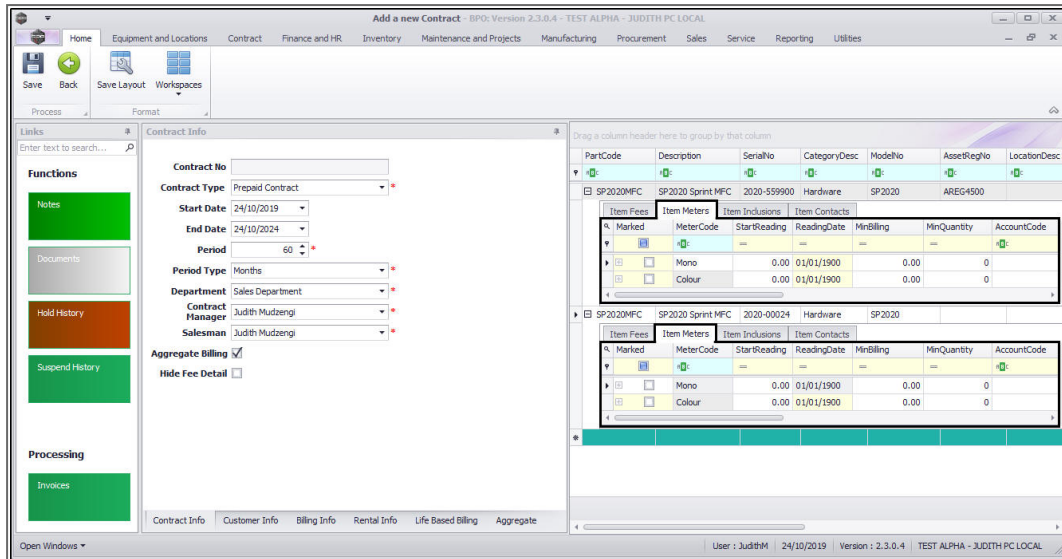 Add a new Contract - BPO: Version 2.3.0.4 - TEST ALPHA - JUDITH PC LOCAL
Home Equipment and Locations Contract Finance and HR Inventory Maintenance and Projects Manufacturing Procurement Sales Service Reporting Utilities
Save Back Save Layout Workspaces
Process Format
Links
Enter text to search...
Functions
Notes
Documents
Hold History
Suspend History
Processing
Invoices
Contract Info
Contract No
Contract Type Prepaid Contract *
Start Date 24/10/2019
End Date 24/10/2024
Period 60 *
Period Type Months *
Department Sales Department *
Contract
Manager Judith Mudzengi *
Salesman Judith Mudzengi *
Aggregate Billing
Hide Fee Detail
Contract Info Customer Info Billing Info Rental Info Life Based Billing Aggregate
Drag a column header here to group by that column
PartCode Description SerialNo CategoryDesc ModelNo AssetRegNo LocationDesc
SP2020MFC SP2020 Sprint MFC 2020-559900 Hardware SP2020 AREG4500
Item Fees Item Meters Item Inclusions Item Contacts
Marked MeterCode StartReading ReadingDate MinBilling MinQuantity AccountCode
= = = =
Mono 0.00 01/01/1900 0.00 0
Colour 0.00 01/01/1900 0.00 0
SP2020MFC SP2020 Sprint MFC 2020-00024 Hardware SP2020
Item Fees Item Meters Item Inclusions Item Contacts
Marked MeterCode StartReading ReadingDate MinBilling MinQuantity AccountCode
= = = =
Mono 0.00 01/01/1900 0.00 0
Colour 0.00 01/01/1900 0.00 0
Open Windows User : JudithM 24/10/2019 Version : 2.3.0.4 TEST ALPHA - JUDITH PC LOCAL